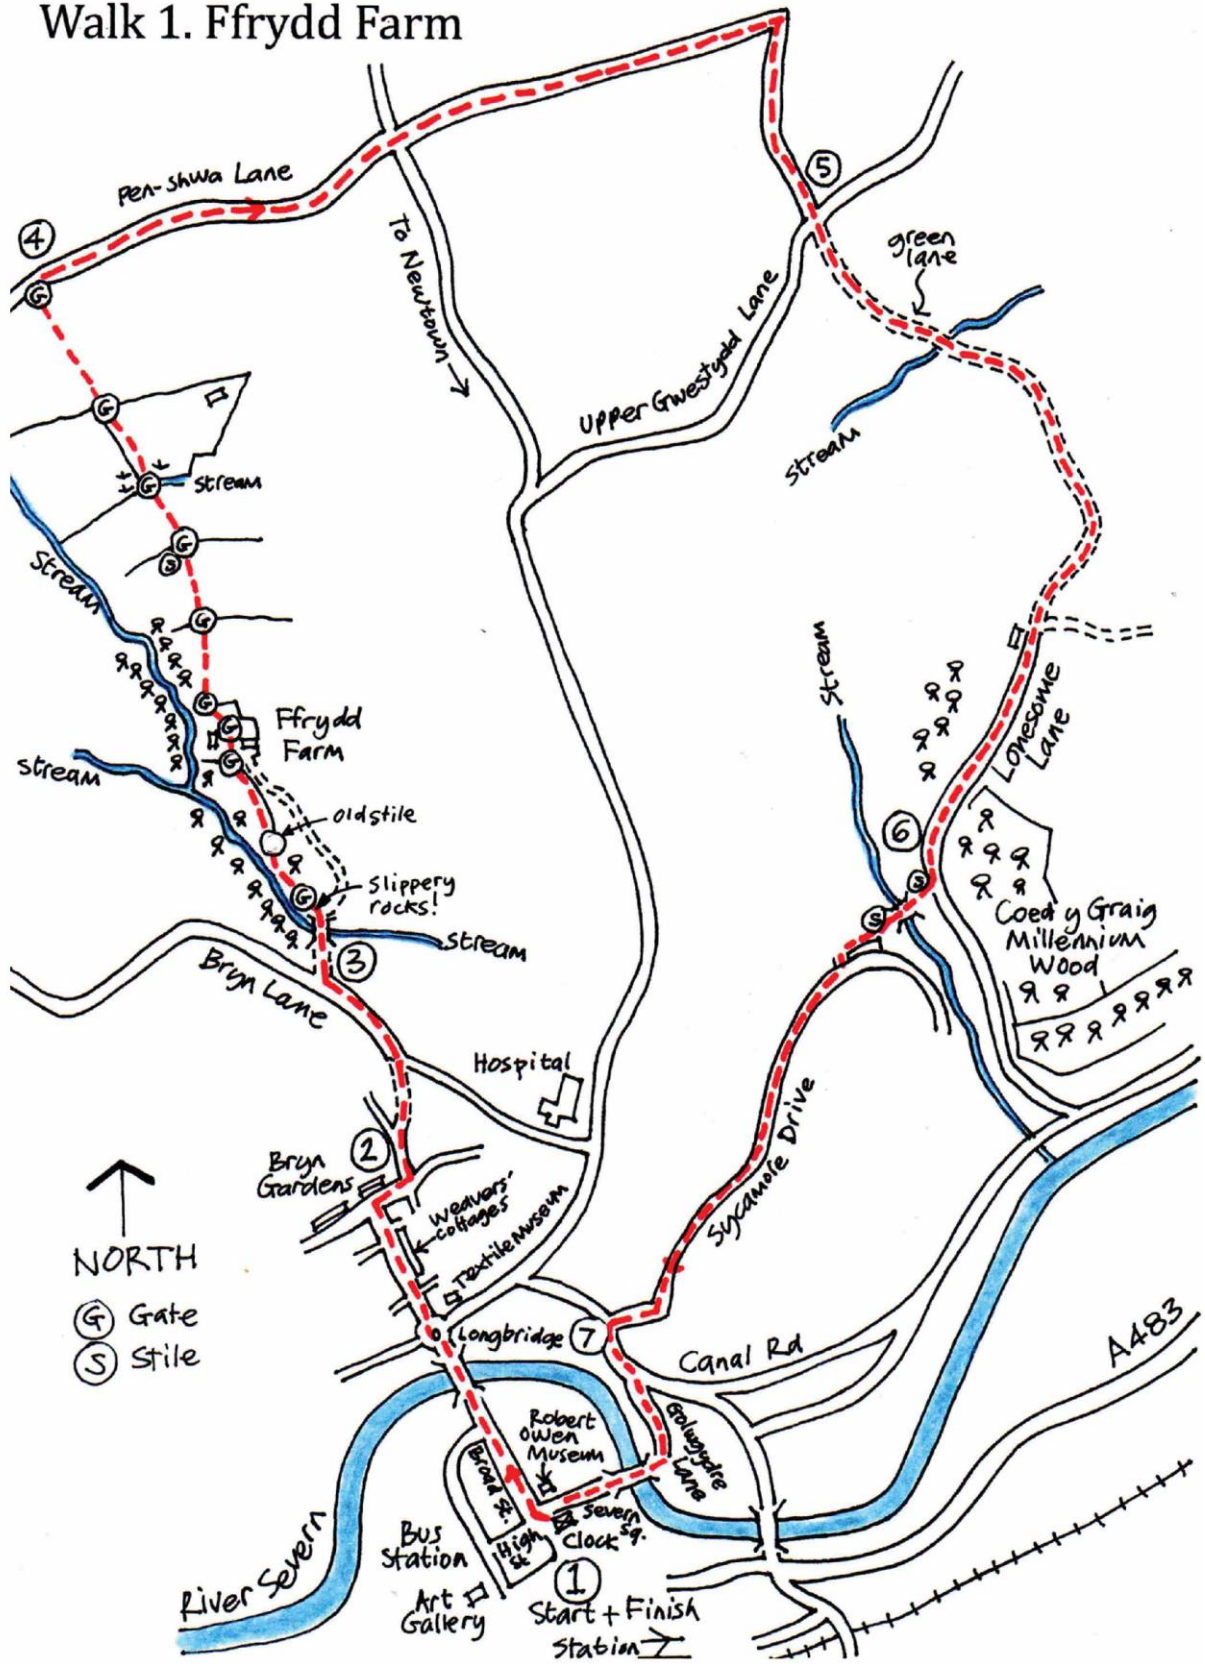 Walk 1. Ffrydd Farm
Pen-shwa Lane
4
5
To Newtown
green
lane
Upper Gwestydd Lane
Stream
G
G
G
Stream
G
S
Stream
G
G
G
G
Ffrydd
Farm
Stream
old stile
G
Slippery
rocks!
Stream
3
Bryn Lane
Stream
Lonesome
Lane
6
S
S
Coed y Graig
Millennium
Wood
Hospital
2
Bryn
Gardens
Weavers'
Cottages
Textile Museum
Sycamore Drive
NORTH
G Gate
S Stile
Longbridge
7
Canal Rd
A483
Golwgydre
Lane
Robert
Owen
Museum
Broad St.
High
St
Severn
Sq.
Clock
River Severn
Bus
Station
Art
Gallery
1
Start + Finish
Station